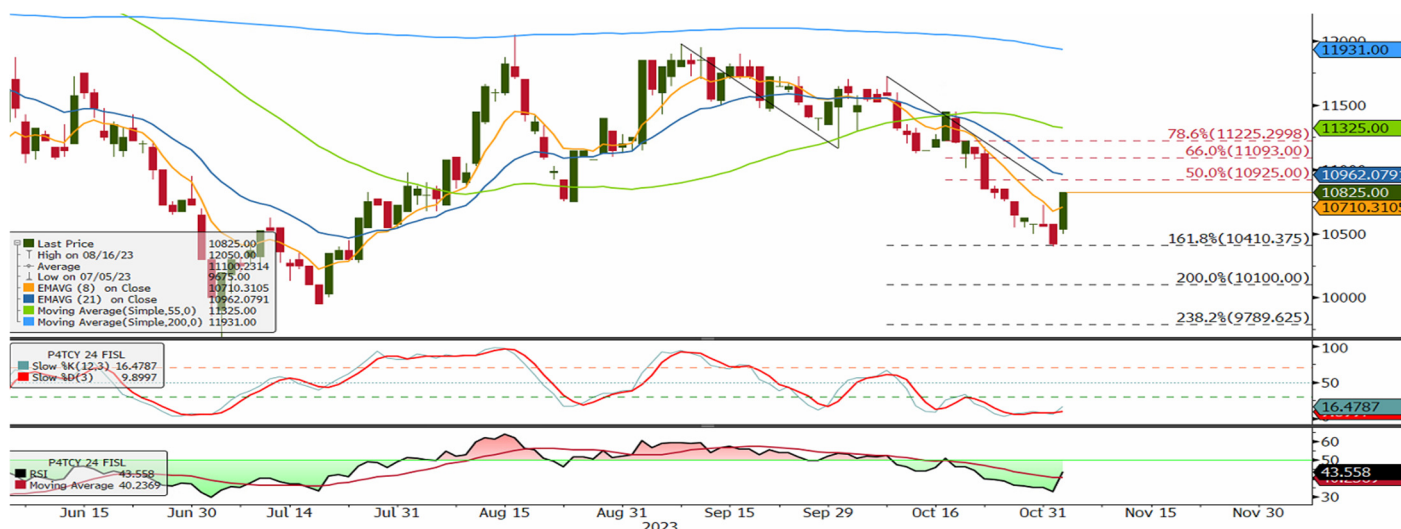 12000
11931.00
11500
11325.00
78.6%(11225.2998)
66.0%(11093.00)
50.0%(10925.00)
10962.0791
10825.00
10710.3105
10500
161.8%(10410.375)
200.0%(10100.00)
10000
238.2%(9789.625)
Last Price 10825.00
High on 08/16/23 12050.00
Average 11100.2314
Low on 07/05/23 9675.00
EMAVG (8) on Close 10710.3105
EMAVG (21) on Close 10962.0791
Moving Average(Simple,55,0) 11325.00
Moving Average(Simple,200,0) 11931.00
P4TCY 24 FISL
Slow %K(12,3) 16.4787
Slow %D(3) 9.8997
100
50
16.4787
0
P4TCY 24 FISL
RSI 43.558
Moving Average 40.2369
60
50
43.558
30
Jun 15 Jun 30 Jul 14 Jul 31 Aug 15 Aug 31 Sep 15 Sep 29 Oct 16 Oct 31 Nov 15 Nov 30
2023